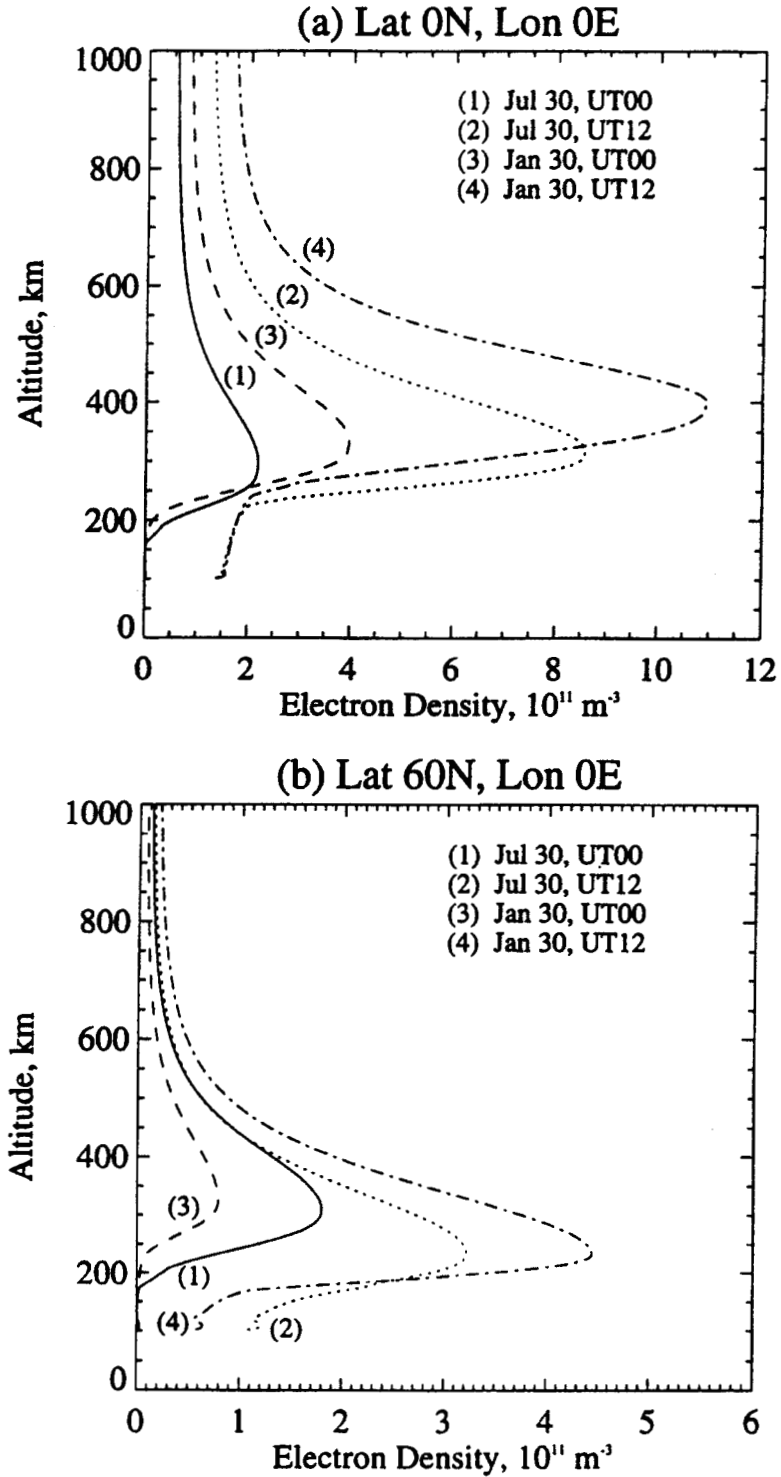 (a) Lat 0N, Lon 0E
1000
(1) Jul 30, UT00
(2) Jul 30, UT12
(3) Jan 30, UT00
(4) Jan 30, UT12
800
(4)
600
(2)
(3)
(1)
400
200
0
Altitude, km
0 2 4 6 8 10 12
Electron Density, 10¹¹ m⁻³
(b) Lat 60N, Lon 0E
1000
(1) Jul 30, UT00
(2) Jul 30, UT12
(3) Jan 30, UT00
(4) Jan 30, UT12
800
600
400
(3)
200
(1)
(4)
(2)
0
Altitude, km
0 1 2 3 4 5 6
Electron Density, 10¹¹ m⁻³